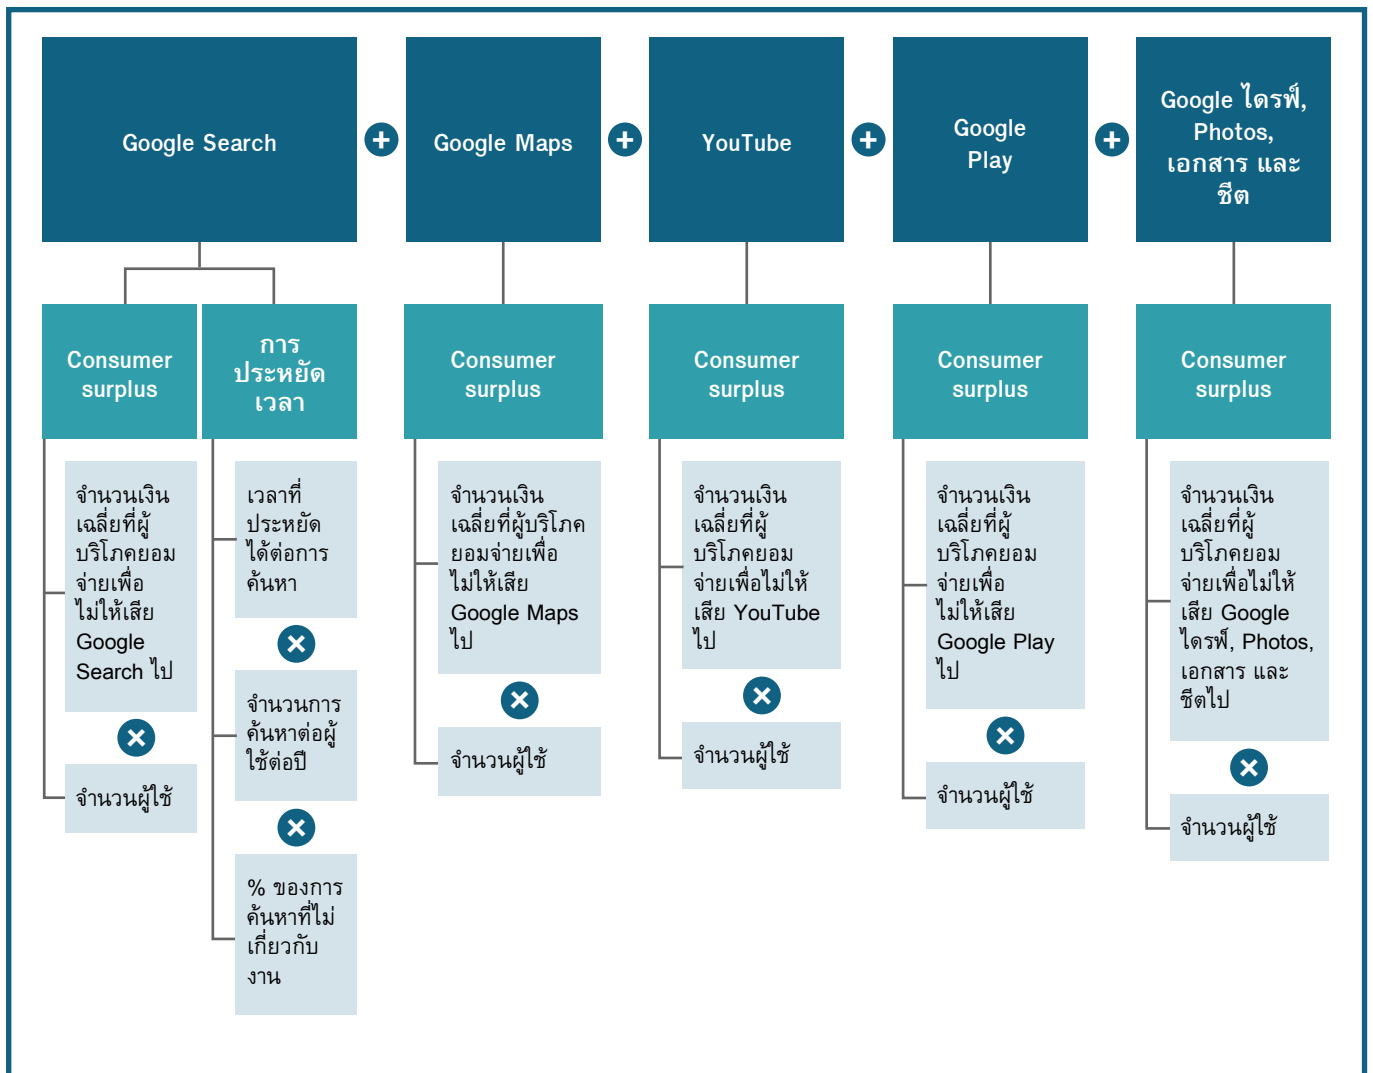 Google Search
Google Maps
YouTube
Google
Play
Google ไดรฟ์,
Photos,
เอกสาร และ
ชีต
Consumer
surplus
การ
ประหยัด
เวลา
Consumer
surplus
Consumer
surplus
Consumer
surplus
Consumer
surplus
จำนวนเงิน
เฉลี่ยที่ผู้
บริโภคยอม
จ่ายเพื่อ
ไม่ให้เสีย
Google
Search ไป
จำนวนผู้ใช้
เวลาที่
ประหยัด
ได้ต่อการ
ค้นหา
จำนวนการ
ค้นหาต่อผู้
ใช้ต่อปี
% ของการ
ค้นหาที่ไม่
เกี่ยวกับ
งาน
จำนวนเงิน
เฉลี่ยที่ผู้บริโภค
ยอมจ่ายเพื่อ
ไม่ให้เสีย
Google Maps
ไป
จำนวนผู้ใช้
จำนวนเงิน
เฉลี่ยที่ผู้
บริโภคยอม
จ่ายเพื่อไม่ให้
เสีย YouTube
ไป
จำนวนผู้ใช้
จำนวนเงิน
เฉลี่ยที่ผู้
บริโภคยอม
จ่ายเพื่อ
ไม่ให้เสีย
Google Play
ไป
จำนวนผู้ใช้
จำนวนเงิน
เฉลี่ยที่ผู้
บริโภคยอม
จ่ายเพื่อไม่ให้
เสีย Google
ไดรฟ์, Photos,
เอกสาร และ
ชีตไป
จำนวนผู้ใช้